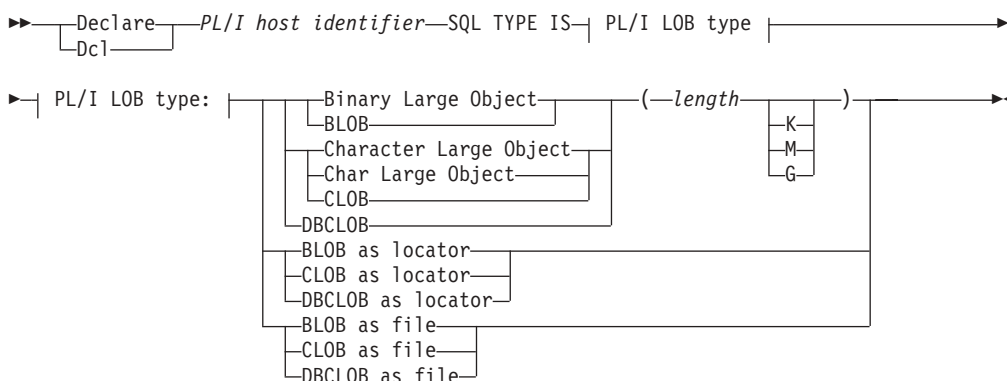 Declare PL/I host identifier SQL TYPE IS PL/I LOB type
Dcl
PL/I LOB type: Binary Large Object ( length )
BLOB K
Character Large Object M
Char Large Object G
CLOB
DBCLOB
BLOB as locator
CLOB as locator
DBCLOB as locator
BLOB as file
CLOB as file
DBCLOB as file